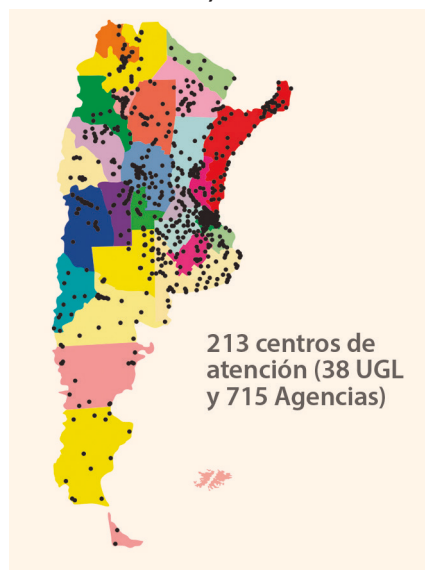 213 centros de
atención (38 UGL
y 715 Agencias)